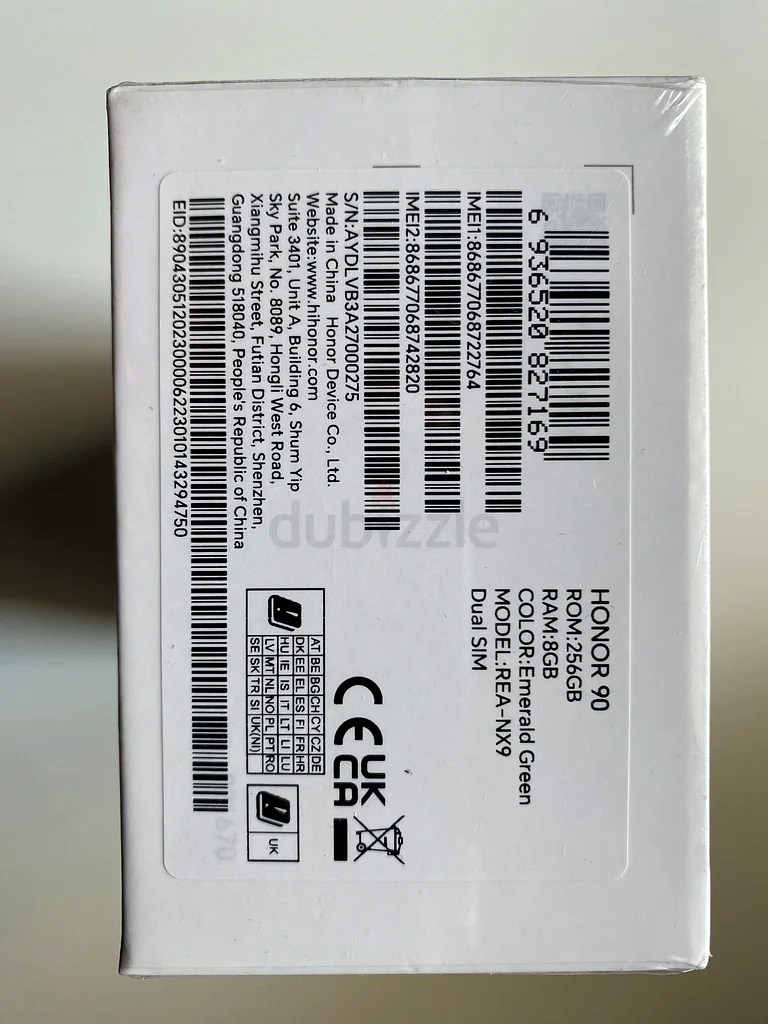 6 936520 827169
HONOR 90
ROM:256GB
RAM:8GB
COLOR:Emerald Green
MODEL:REA-NX9
Dual SIM
IMEI1:868677068722764
IMEI2:868677068742820
S/N:AYDLVB3A27000275
Made in China Honor Device Co., Ltd.
Website:www.hihonor.com
Suite 3401, Unit A, Building 6, Shum Yip
Sky Park, No. 8089, Hongli West Road,
Xiangmihu Street, Futian District, Shenzhen,
Guangdong 518040, People's Republic of China
EID:89043051202300006223010143294750
CE
UK
CA
AT BE BG CH CY CZ DE
DK EE EL ES FI FR HR
HU IE IS IT LT LI LU
LV MT NL NO PL PT RO
SE SK TR SI UK(NI)
UK
dubizzle